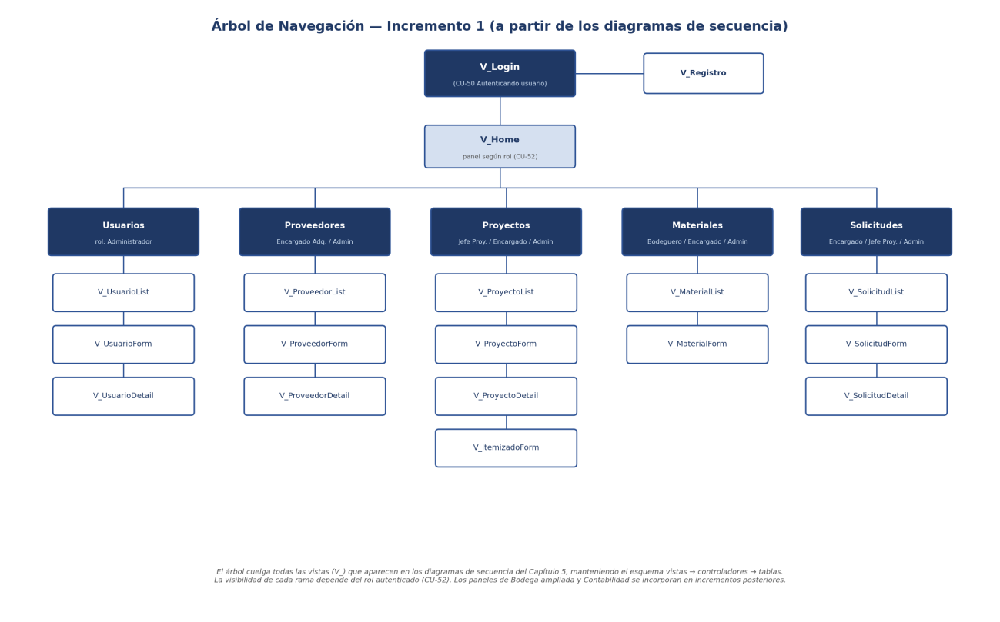 Árbol de Navegación — Incremento 1 (a partir de los diagramas de secuencia)
V_Login
(CU-50 Autenticando usuario)
V_Registro
V_Home
panel según rol (CU-52)
Usuarios
rol: Administrador
Proveedores
Encargado Adq. / Admin
Proyectos
Jefe Proy. / Encargado / Admin
Materiales
Bodeguero / Encargado / Admin
Solicitudes
Encargado / Jefe Proy. / Admin
V_UsuarioList
V_ProveedorList
V_ProyectoList
V_MaterialList
V_SolicitudList
V_UsuarioForm
V_ProveedorForm
V_ProyectoForm
V_MaterialForm
V_SolicitudForm
V_UsuarioDetail
V_ProveedorDetail
V_ProyectoDetail
V_SolicitudDetail
V_ItemizadoForm
El árbol cuelga todas las vistas (V_) que aparecen en los diagramas de secuencia del Capítulo 5, manteniendo el esquema vistas → controladores → tablas.
La visibilidad de cada rama depende del rol autenticado (CU-52). Los paneles de Bodega ampliada y Contabilidad se incorporan en incrementos posteriores.